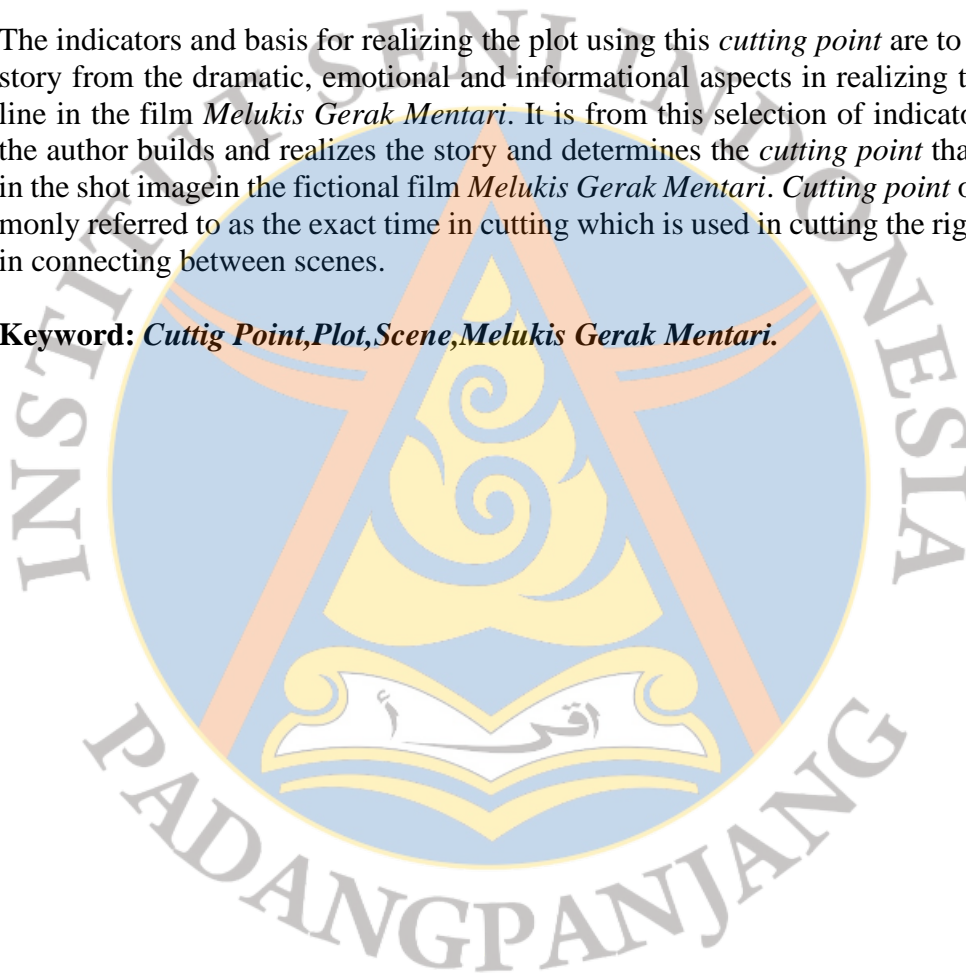 The indicators and basis for realizing the plot using this cutting point are to
story from the dramatic, emotional and informational aspects in realizing t
line in the film Melukis Gerak Mentari. It is from this selection of indicato
the author builds and realizes the story and determines the cutting point tha
in the shot imagein the fictional film Melukis Gerak Mentari. Cutting point o
monly referred to as the exact time in cutting which is used in cutting the rig
in connecting between scenes.
Keyword: Cuttig Point,Plot,Scene,Melukis Gerak Mentari.
INSTITUT SENI INDONESIA
اقرأ
PADANGPANJANG